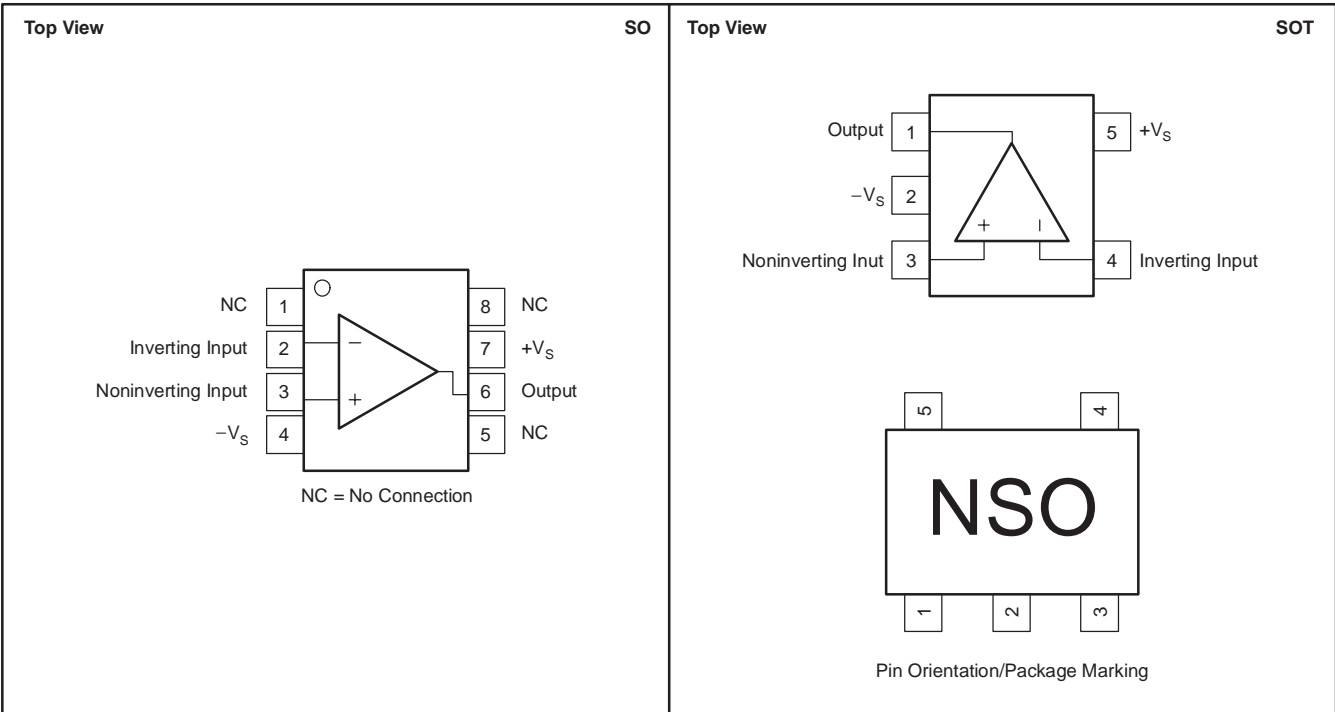 Top View
SO
NC 1
8 NC
Inverting Input 2
−
7 +VS
Noninverting Input 3
+
6 Output
−VS 4
5 NC
NC = No Connection
Top View
SOT
Output 1
5 +VS
−VS 2
+ −
Noninverting Inut 3
4 Inverting Input
5 4
NSO
1 2 3
Pin Orientation/Package Marking